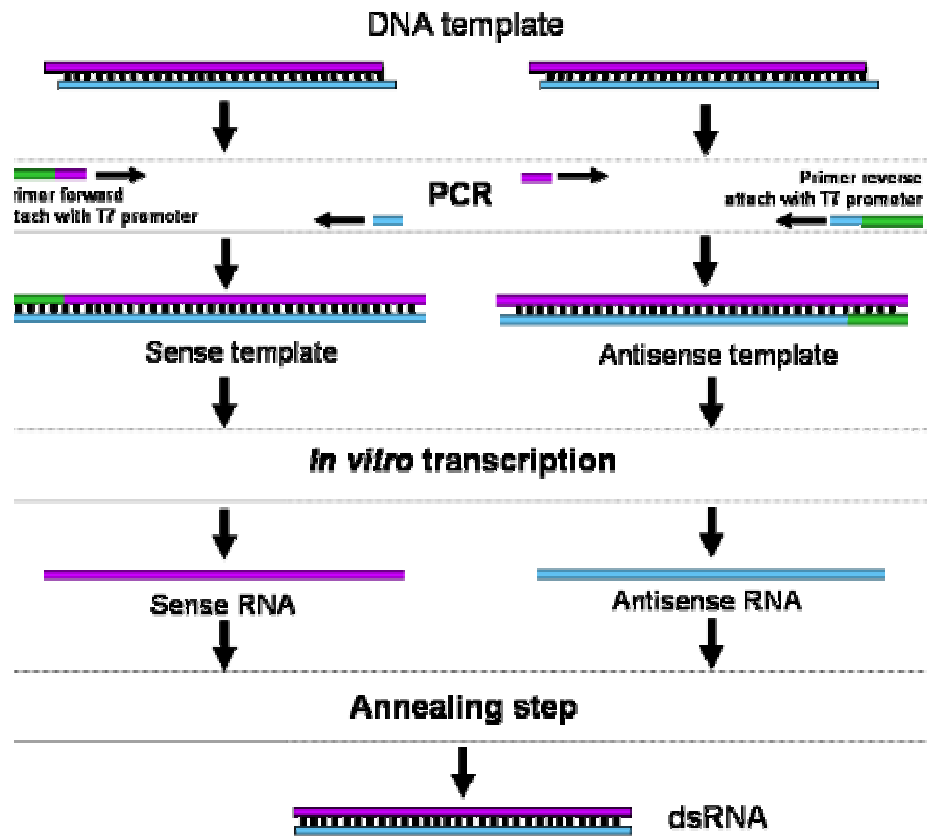 DNA template
rimer forward
tach with T7 promoter
PCR
Primer reverse
attach with T7 promoter
Sense template
Antisense template
In vitro transcription
Sense RNA
Antisense RNA
Annealing step
dsRNA